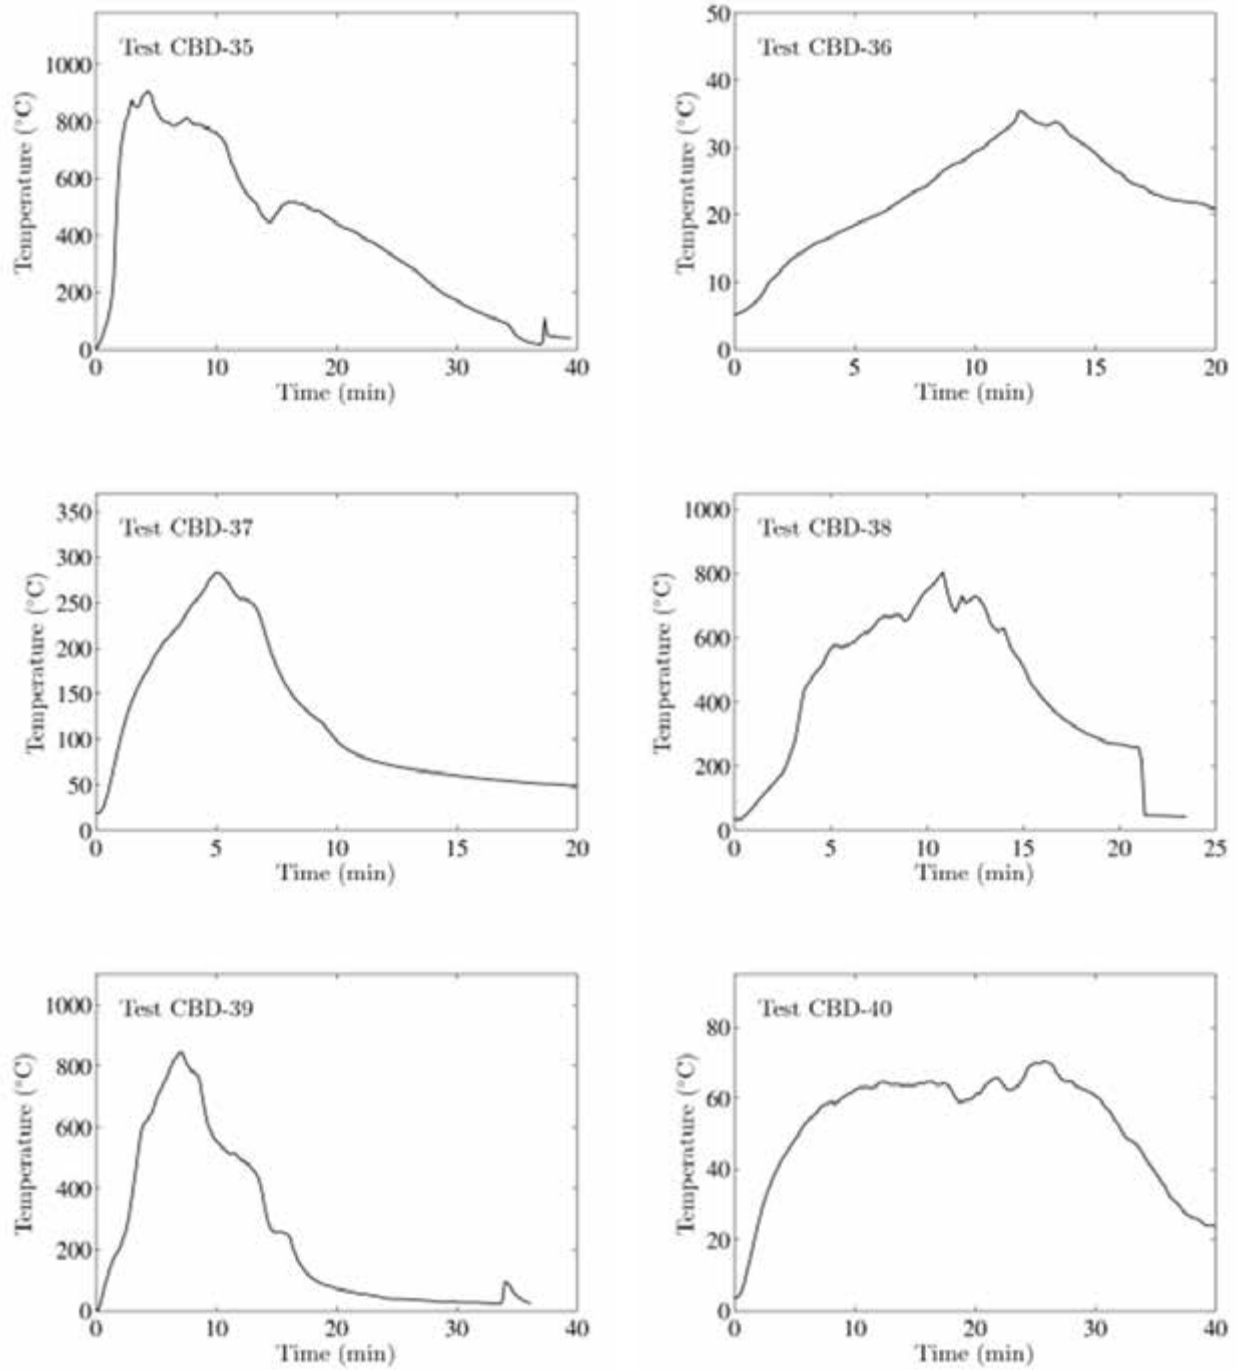 Test CBD-35
Temperature (°C)
1000
800
600
400
200
0
0 10 20 30 40
Time (min)
Test CBD-36
Temperature (°C)
50
40
30
20
10
0
0 5 10 15 20
Time (min)
Test CBD-37
Temperature (°C)
350
300
250
200
150
100
50
0
0 5 10 15 20
Time (min)
Test CBD-38
Temperature (°C)
1000
800
600
400
200
0
0 5 10 15 20 25
Time (min)
Test CBD-39
Temperature (°C)
1000
800
600
400
200
0
0 10 20 30 40
Time (min)
Test CBD-40
Temperature (°C)
80
60
40
20
0
0 10 20 30 40
Time (min)